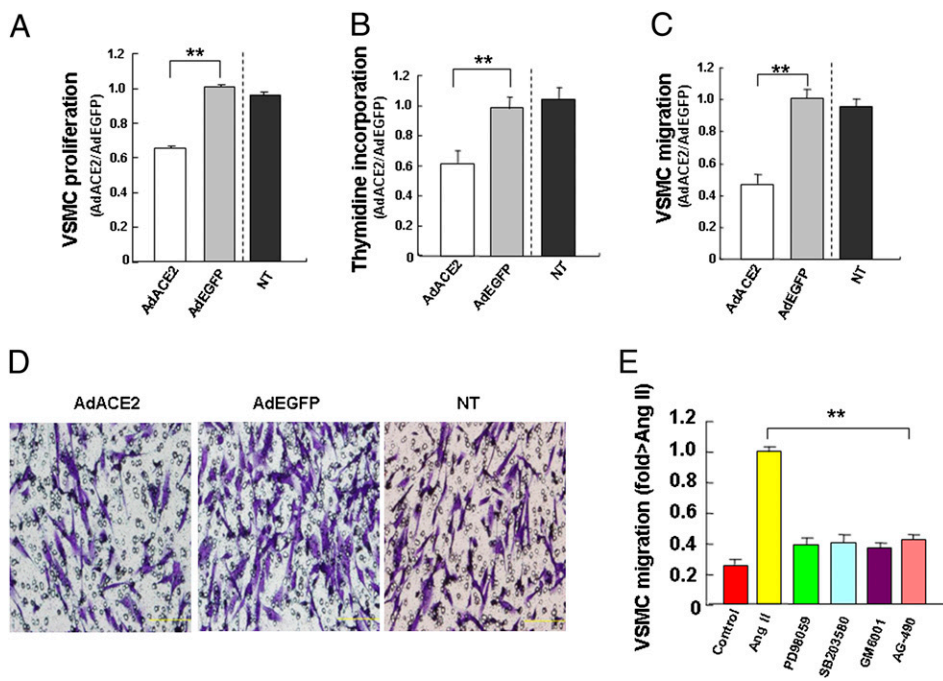 A
VSMC proliferation
(AdACE2/AdEGFP)
1.2
1.0
0.8
0.6
0.4
0.2
0
**
AdACE2
AdEGFP
NT
B
Thymidine incorporation
(AdACE2/AdEGFP)
1.2
1.0
0.8
0.6
0.4
0.2
0
**
AdACE2
AdEGFP
NT
C
VSMC migration
(AdACE2/AdEGFP)
1.2
1.0
0.8
0.6
0.4
0.2
0
**
AdACE2
AdEGFP
NT
D
AdACE2
AdEGFP
NT
E
VSMC migration (fold>Ang II)
1.2
1.0
0.8
0.6
0.4
0.2
0
**
Control
Ang II
PD98059
SB203580
GM6001
AG-490